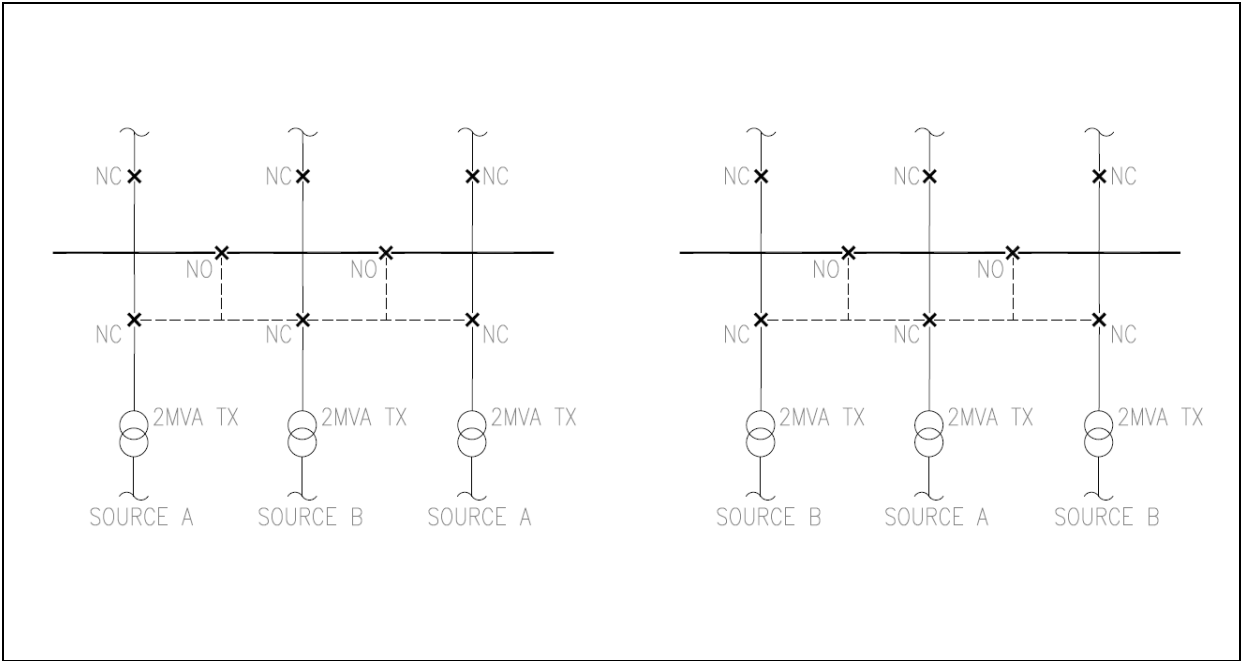 NC NC NC NC NC NC
NO NO NO NO
NC NC NC NC NC NC
2MVA TX 2MVA TX 2MVA TX 2MVA TX 2MVA TX 2MVA TX
SOURCE A SOURCE B SOURCE A SOURCE B SOURCE A SOURCE B